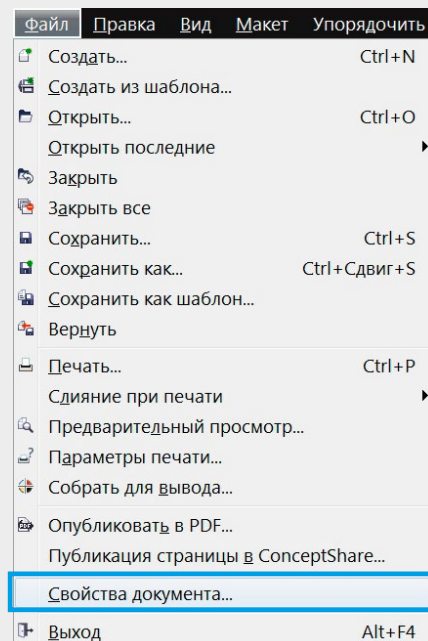 Файл Правка Вид Макет Упорядочить
Создать... Ctrl+N
Создать из шаблона...
Открыть... Ctrl+O
Открыть последние
Закрыть
Закрыть все
Сохранить... Ctrl+S
Сохранить как... Ctrl+Сдвиг+S
Сохранить как шаблон...
Вернуть
Печать... Ctrl+P
Слияние при печати
Предварительный просмотр...
Параметры печати...
Собрать для вывода...
Опубликовать в PDF...
Публикация страницы в ConceptShare...
Свойства документа...
Выход Alt+F4